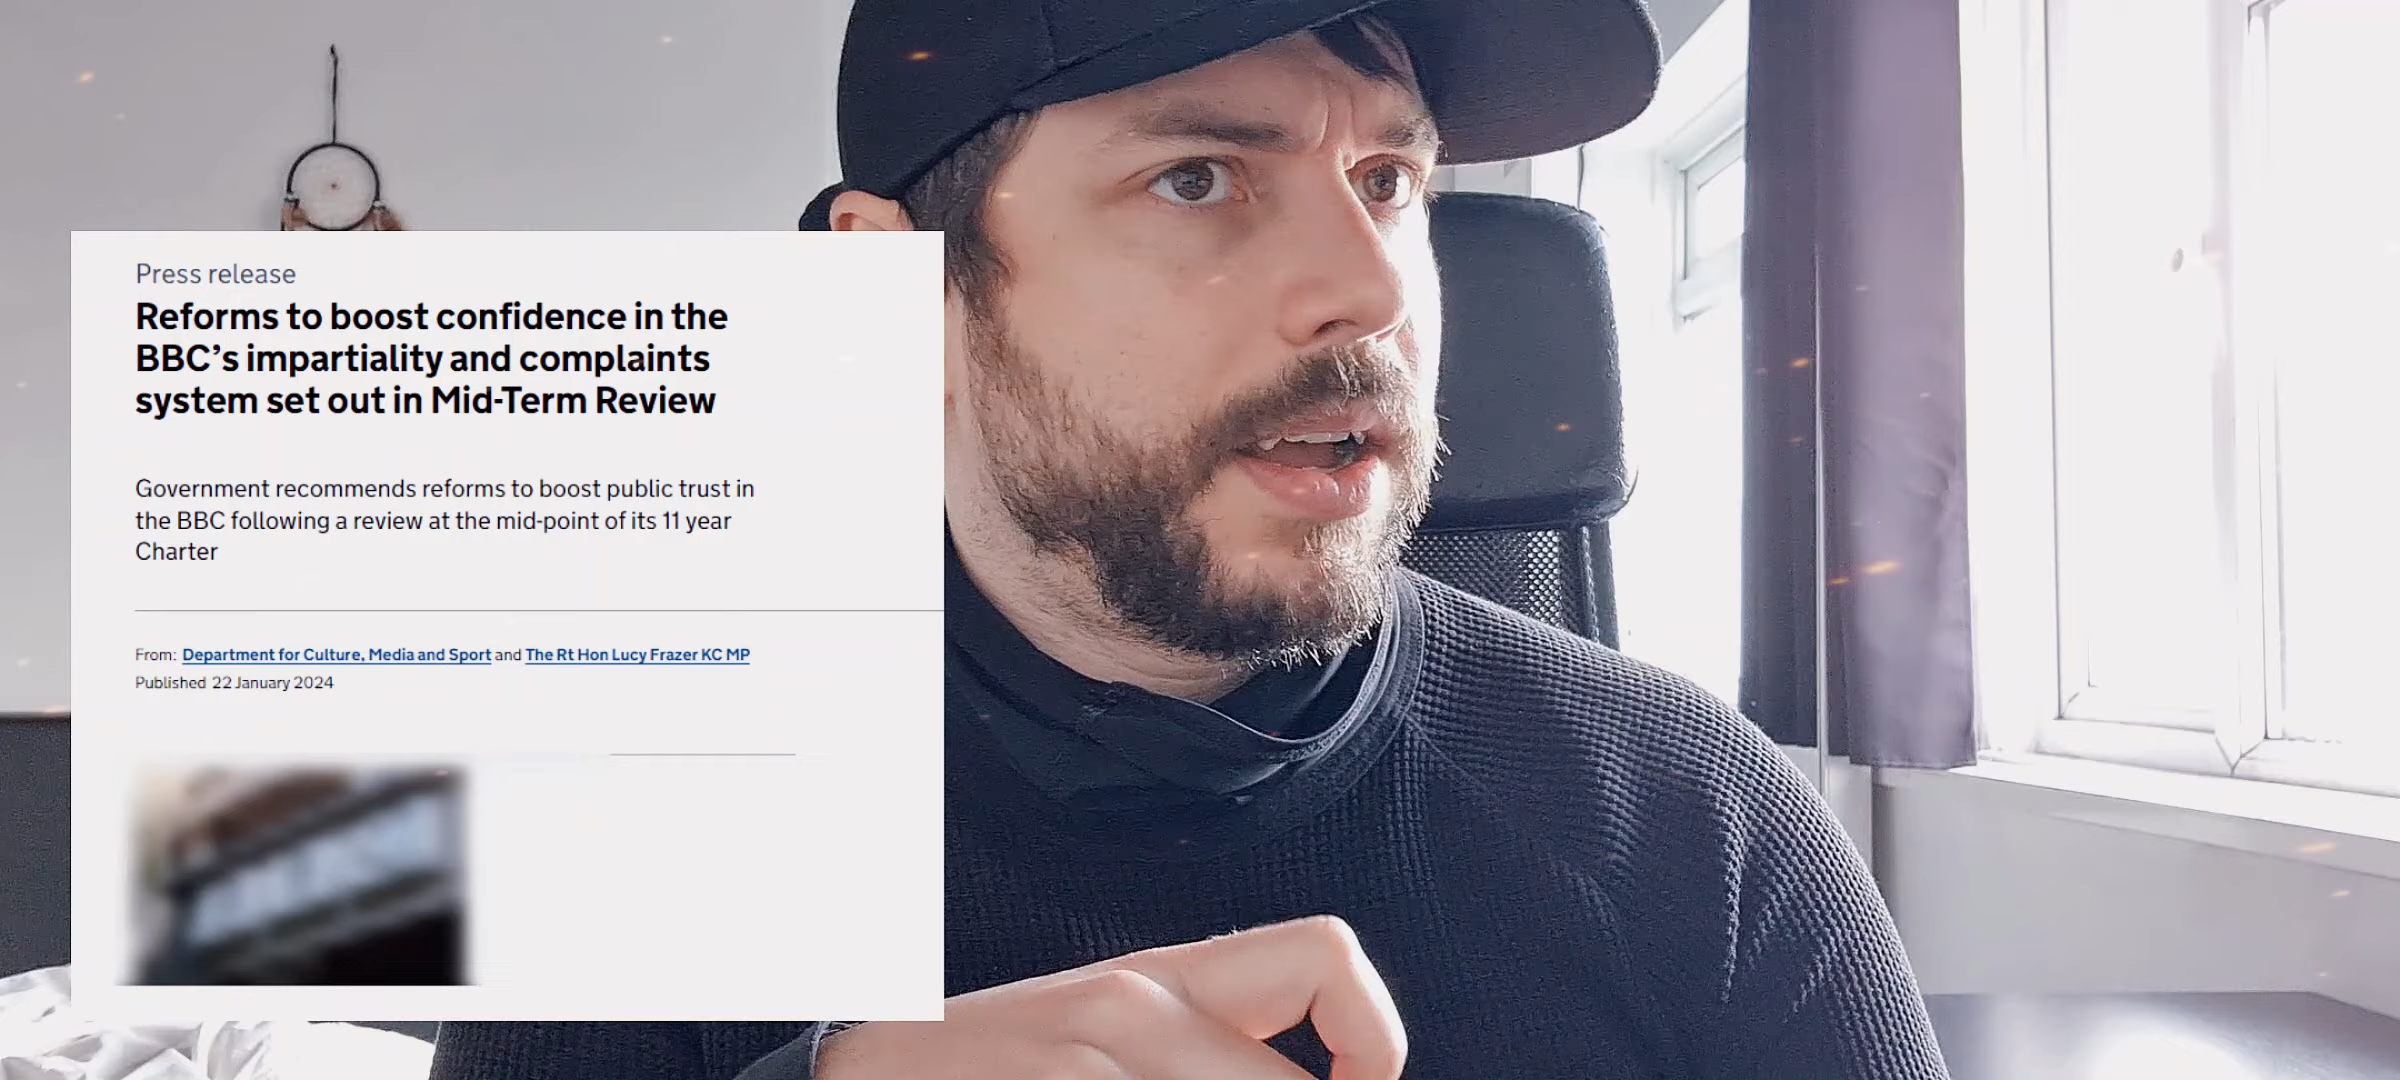 Press release
Reforms to boost confidence in the
BBC’s impartiality and complaints
system set out in Mid-Term Review
Government recommends reforms to boost public trust in
the BBC following a review at the mid-point of its 11 year
Charter
From: Department for Culture, Media and Sport and The Rt Hon Lucy Frazer KC MP
Published 22 January 2024